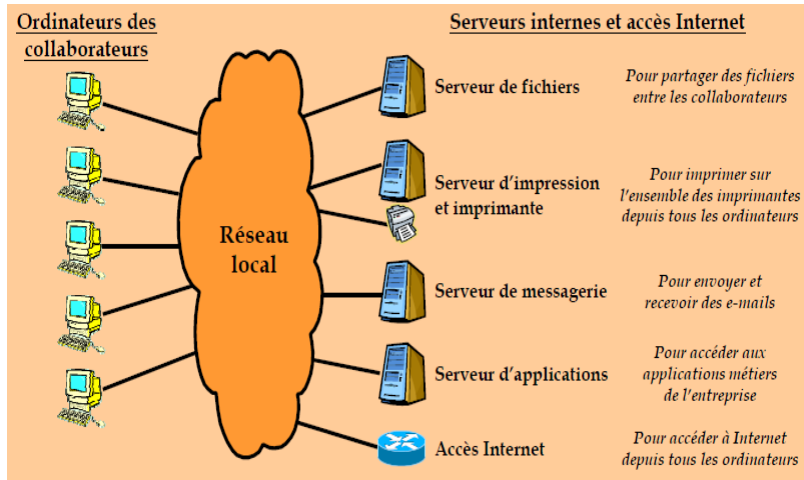 Ordinateurs des
collaborateurs
Serveurs internes et accès Internet
Réseau
local
Serveur de fichiers
Pour partager des fichiers
entre les collaborateurs
Serveur d'impression
et imprimante
Pour imprimer sur
l'ensemble des imprimantes
depuis tous les ordinateurs
Serveur de messagerie
Pour envoyer et
recevoir des e-mails
Serveur d'applications
Pour accéder aux
applications métiers
de l'entreprise
Accès Internet
Pour accéder à Internet
depuis tous les ordinateurs